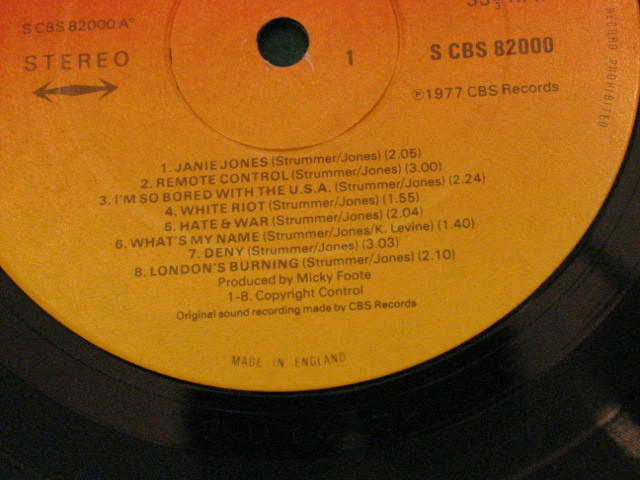 S CBS 82000 A°
STEREO
1
S CBS 82000
℗ 1977 CBS Records
RECORD PROHIBITED
1. JANIE JONES (Strummer/Jones) (2.05)
2. REMOTE CONTROL (Strummer/Jones) (3.00)
3. I'M SO BORED WITH THE U.S.A. (Strummer/Jones) (2.24)
4. WHITE RIOT (Strummer/Jones) (1.55)
5. HATE & WAR (Strummer/Jones) (2.04)
6. WHAT'S MY NAME (Strummer/Jones/K. Levine) (1.40)
7. DENY (Strummer/Jones) (3.03)
8. LONDON'S BURNING (Strummer/Jones) (2.10)
Produced by Micky Foote
1-8. Copyright Control
Original sound recording made by CBS Records
MADE IN ENGLAND